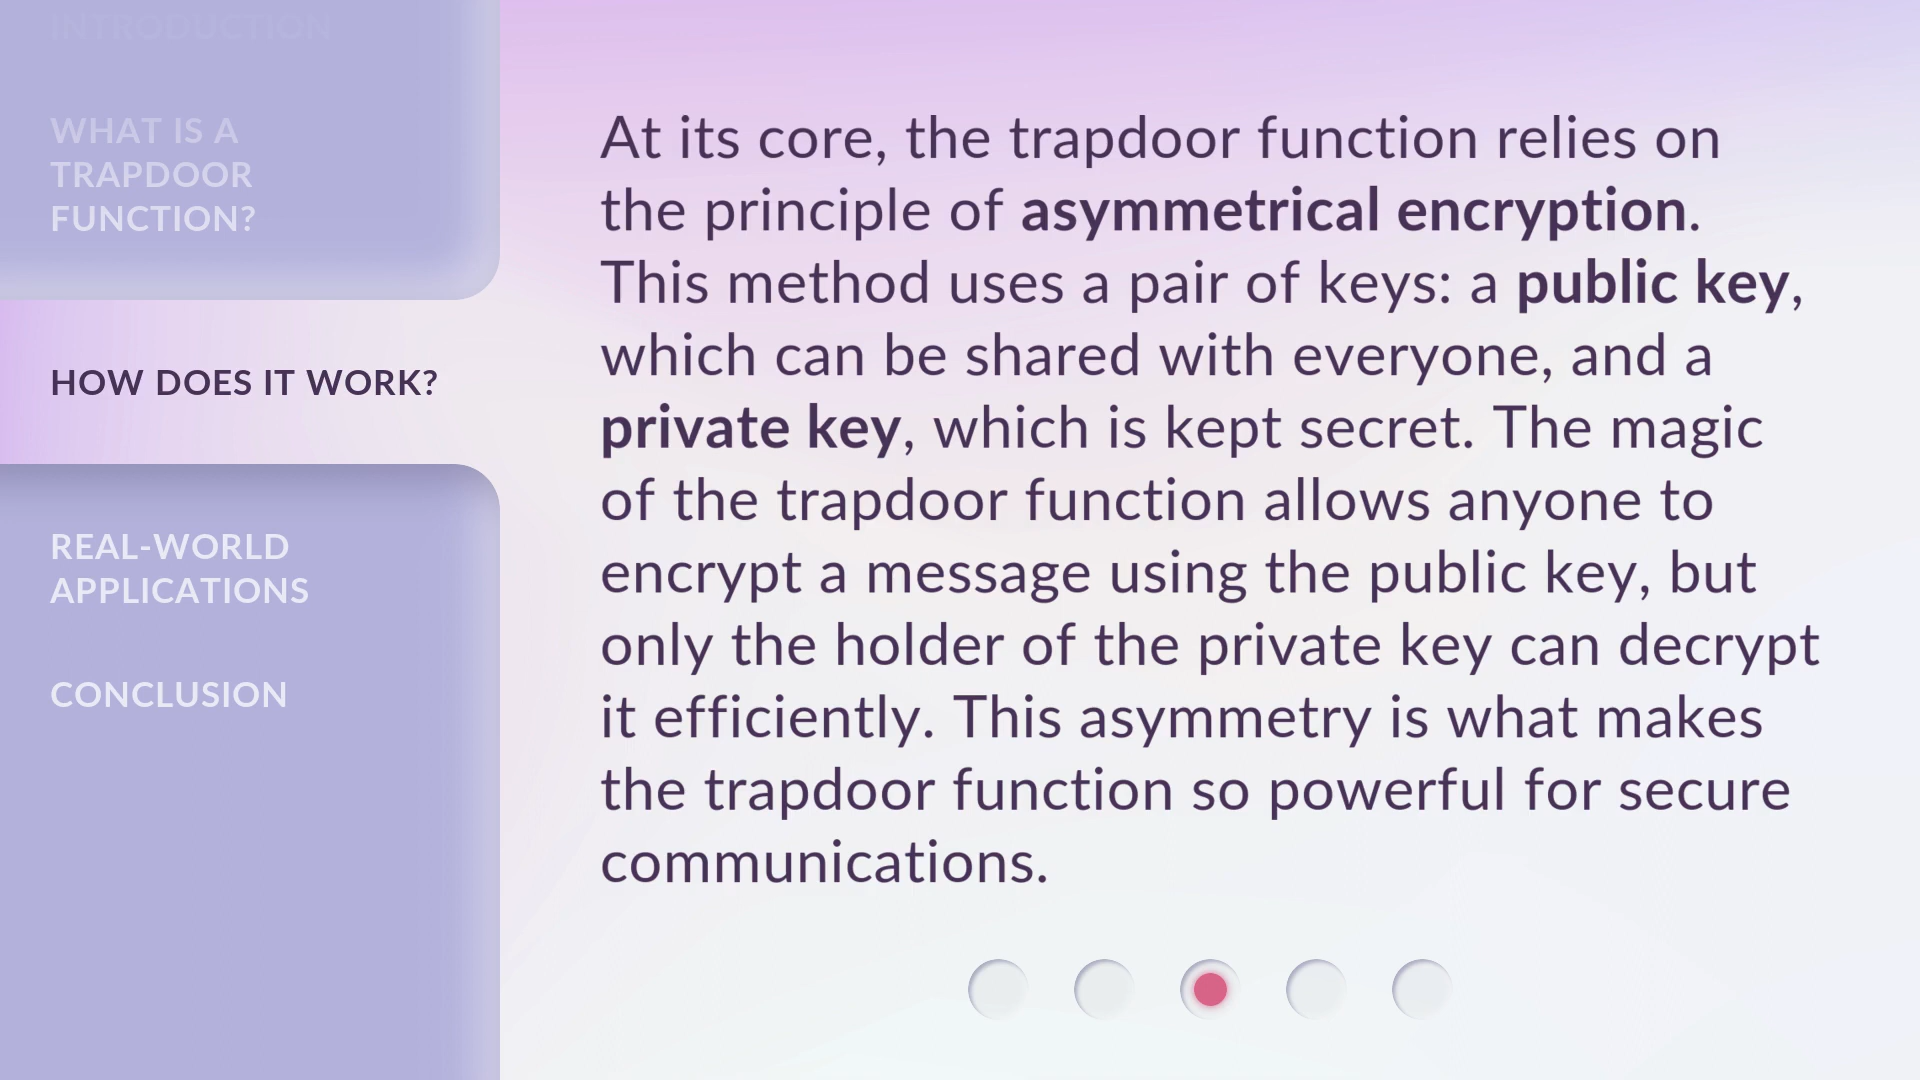 INTRODUCTION
WHAT IS A
TRAPDOOR
FUNCTION?
HOW DOES IT WORK?
REAL-WORLD
APPLICATIONS
CONCLUSION
At its core, the trapdoor function relies on
the principle of asymmetrical encryption.
This method uses a pair of keys: a public key,
which can be shared with everyone, and a
private key, which is kept secret. The magic
of the trapdoor function allows anyone to
encrypt a message using the public key, but
only the holder of the private key can decrypt
it efficiently. This asymmetry is what makes
the trapdoor function so powerful for secure
communications.